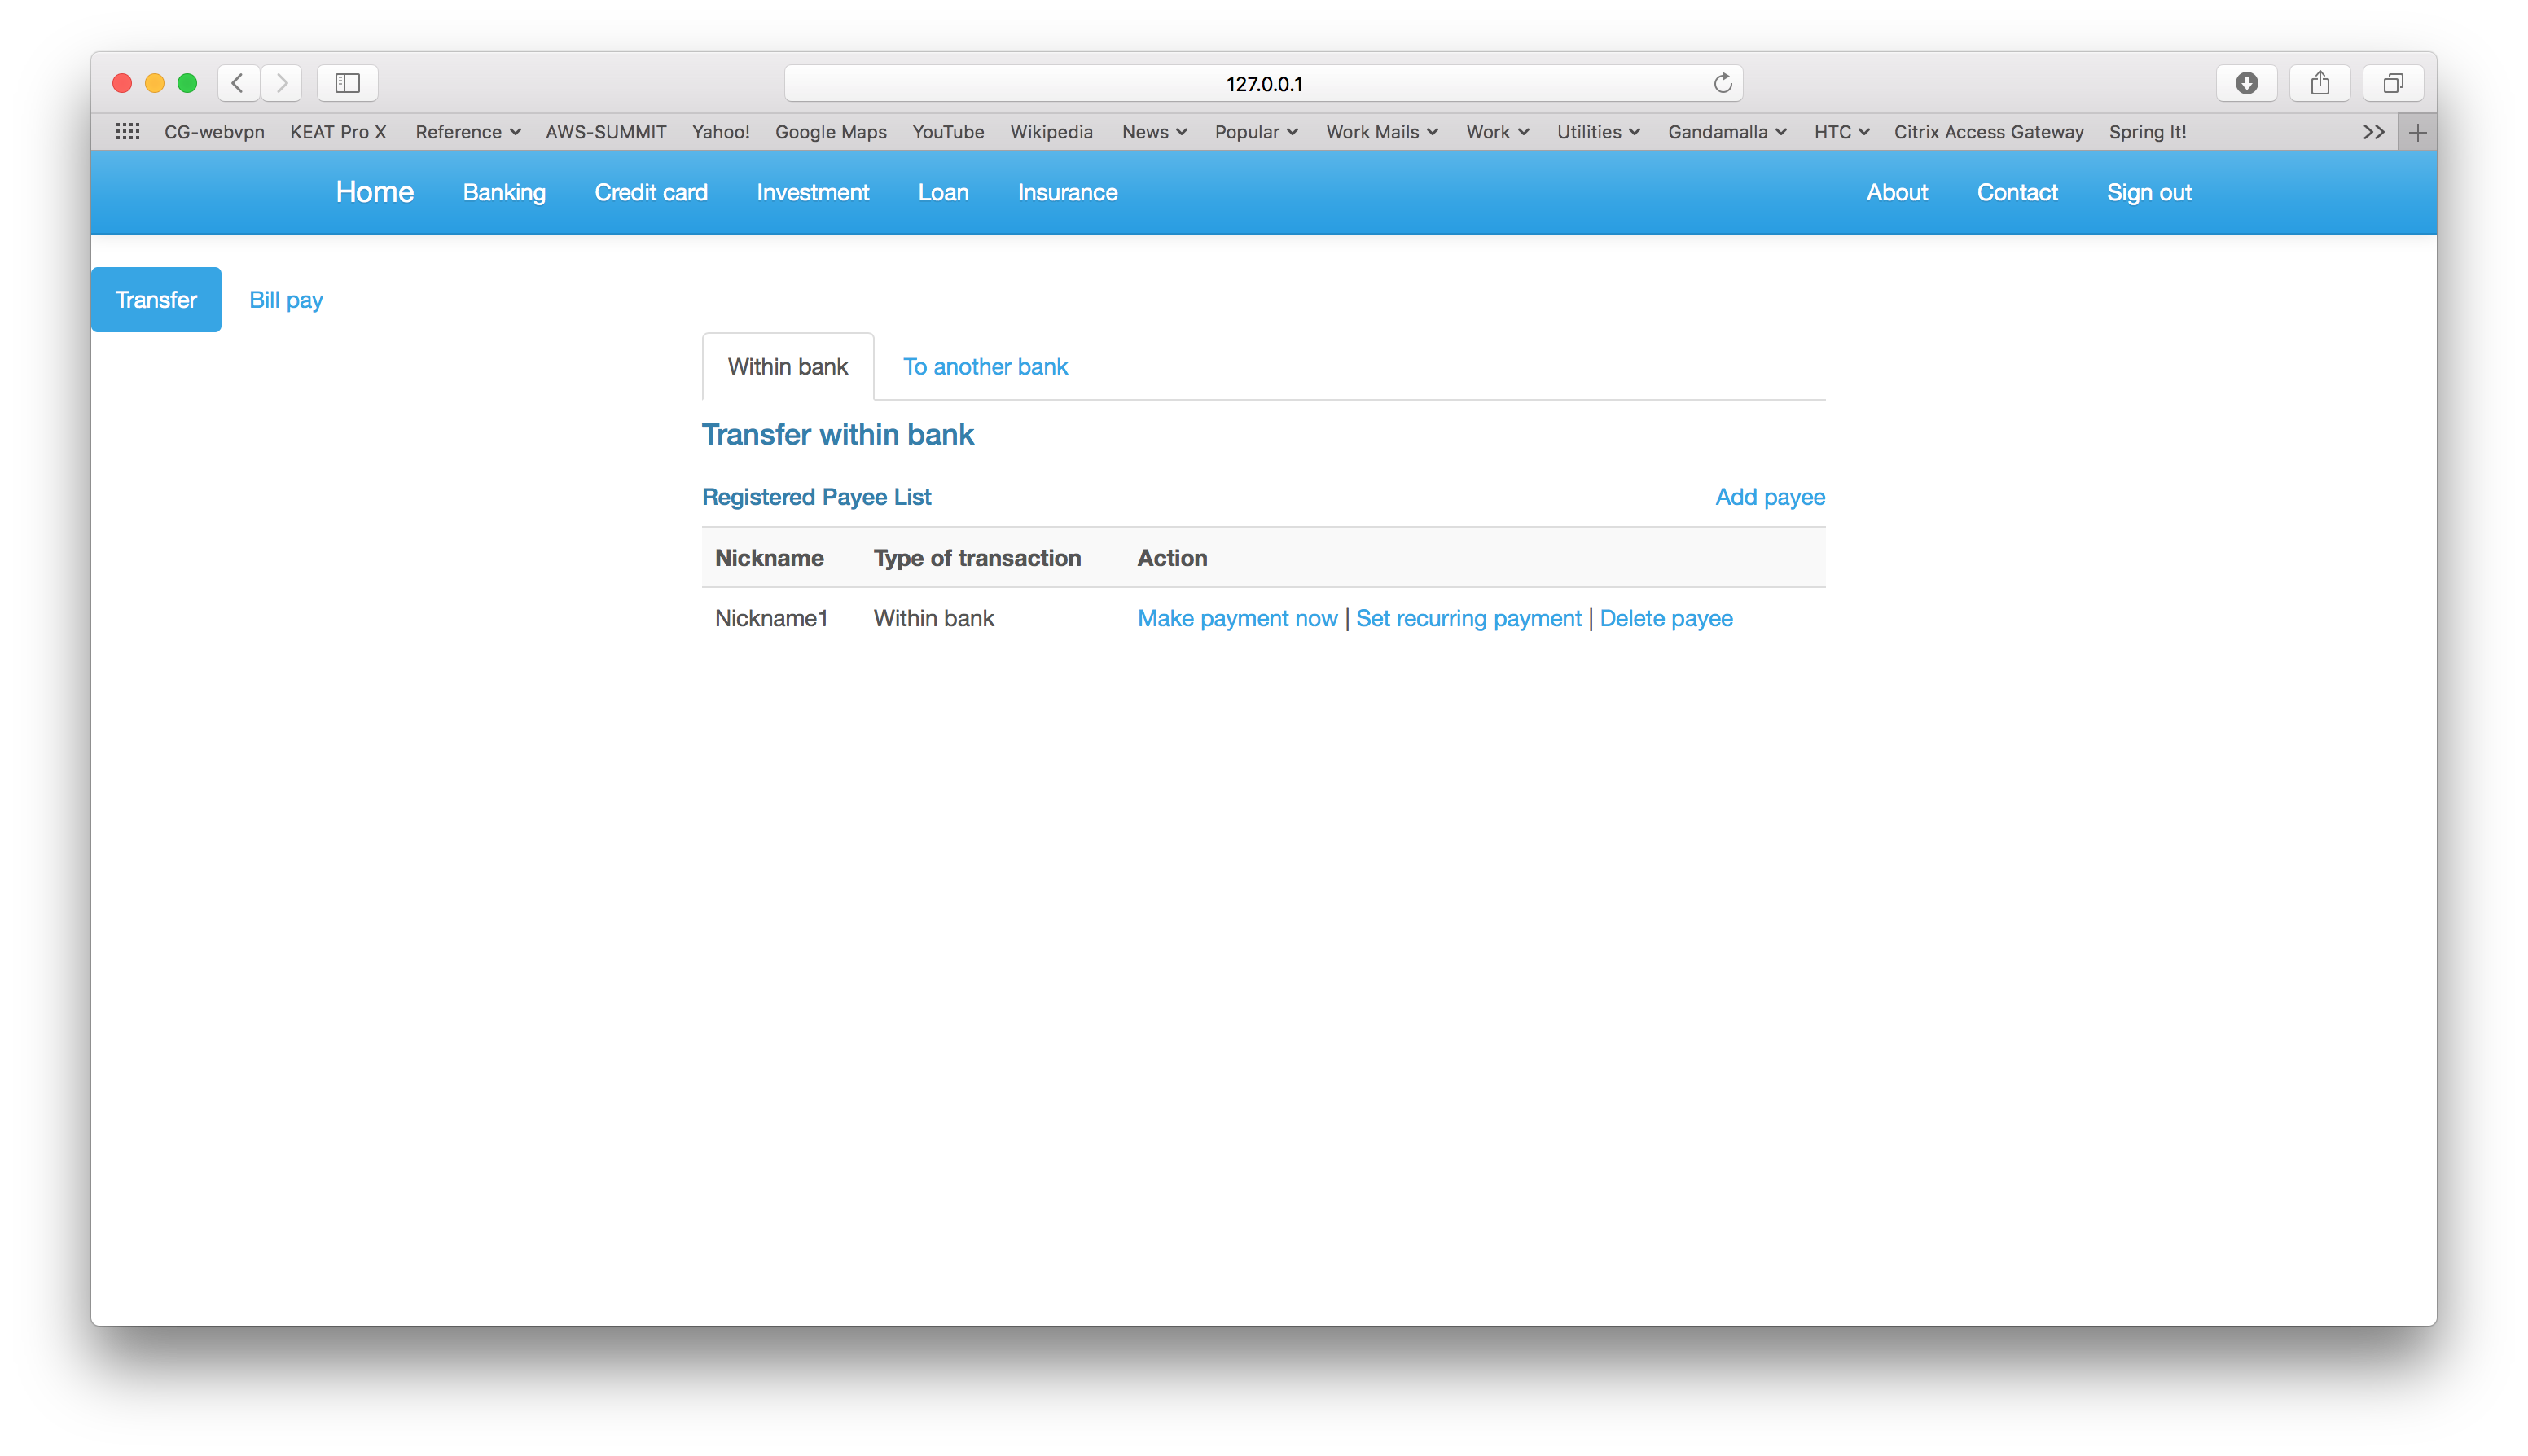 127.0.0.1
CG-webvpn KEAT Pro X Reference AWS-SUMMIT Yahoo! Google Maps YouTube Wikipedia News Popular Work Mails Work Utilities Gandamalla HTC Citrix Access Gateway Spring It!
Home Banking Credit card Investment Loan Insurance About Contact Sign out
Transfer Bill pay
Within bank To another bank
Transfer within bank
Registered Payee List Add payee
Nickname Type of transaction Action
Nickname1 Within bank Make payment now | Set recurring payment | Delete payee